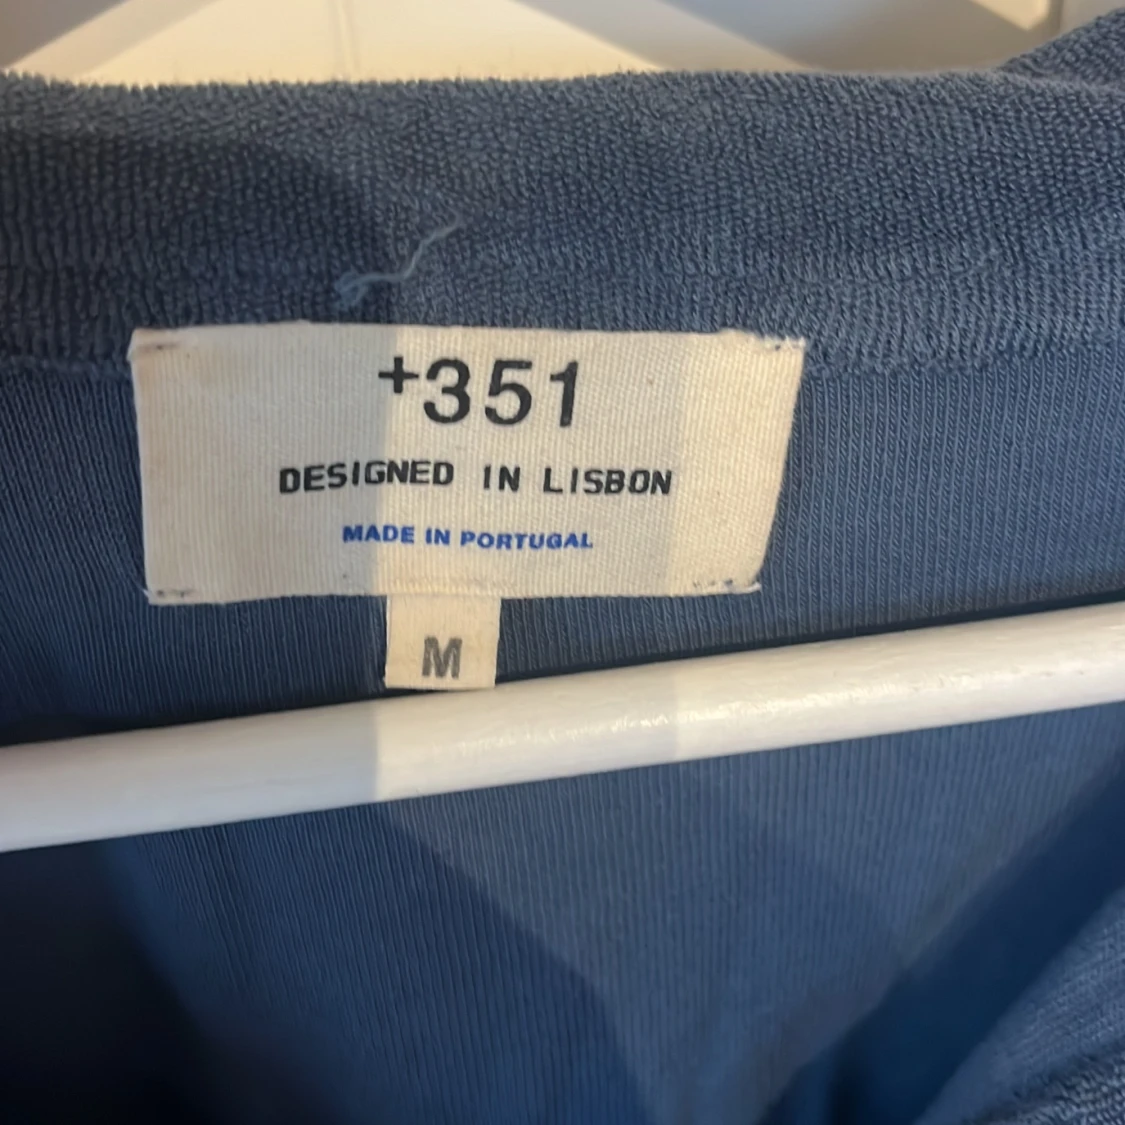 +351
DESIGNED IN LISBON
MADE IN PORTUGAL
M